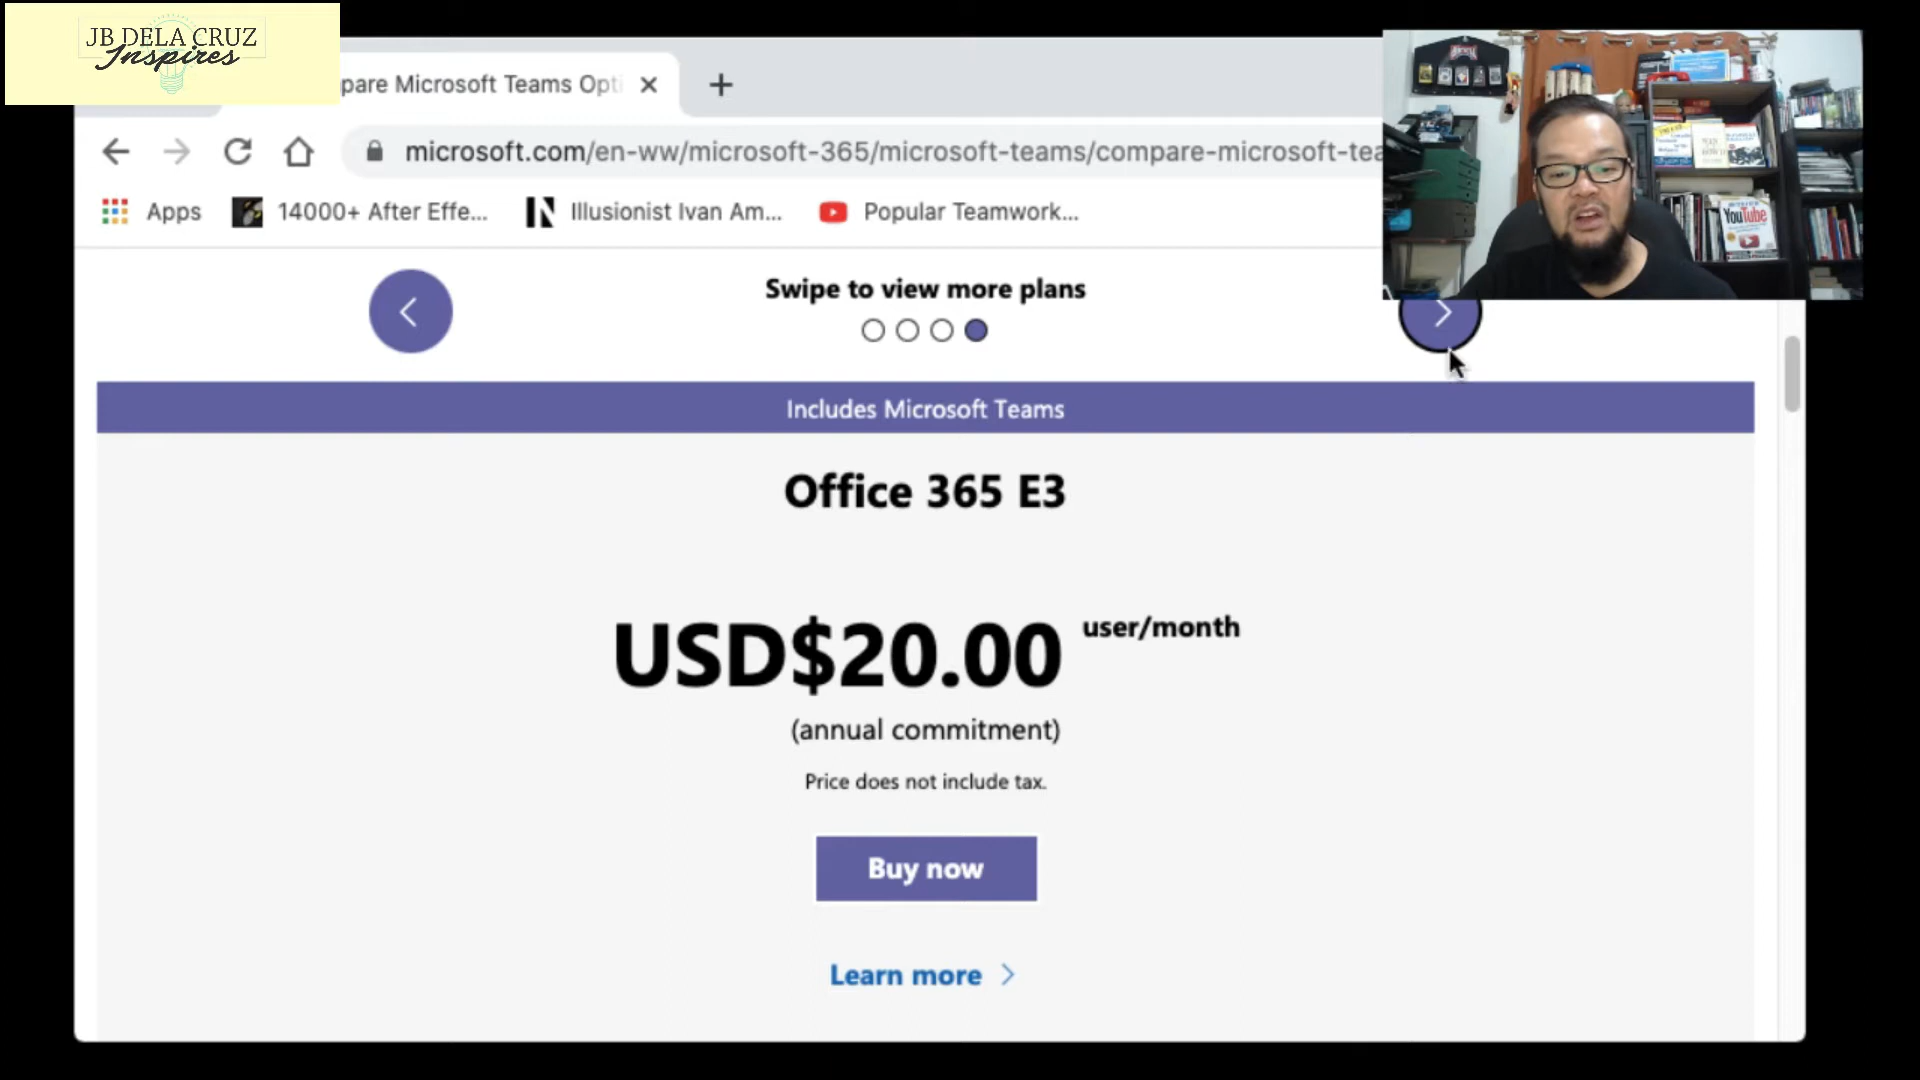 JB DELA CRUZ
Inspires
pare Microsoft Teams Opti
microsoft.com/en-ww/microsoft-365/microsoft-teams/compare-microsoft-tea
Apps
14000+ After Effe...
Illusionist Ivan Am...
Popular Teamwork...
YouTube
Swipe to view more plans
Includes Microsoft Teams
Office 365 E3
USD$20.00 user/month
(annual commitment)
Price does not include tax.
Buy now
Learn more